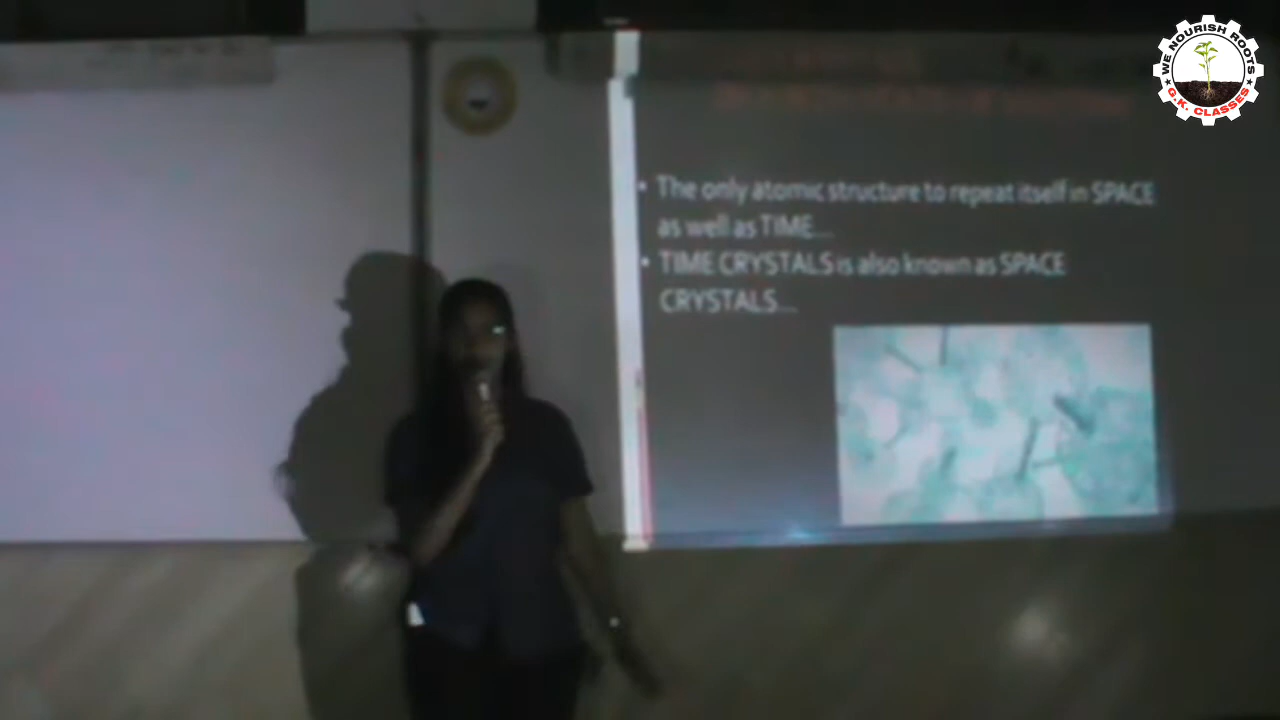 WE NOURISH ROOTS
G.K. CLASSES
• The only atomic structure to repeat itself in SPACE
as well as TIME...
• TIME CRYSTALS is also known as SPACE
CRYSTALS...